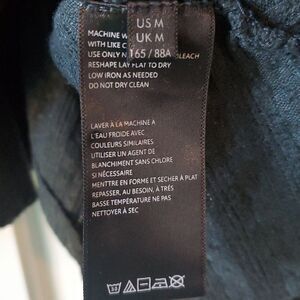 US M
UK M
165 / 88A
MACHINE W
WITH LIKE C
USE ONLY N
BLEACH
RESHAPE LAY FLAT TO DRY
LOW IRON AS NEEDED
DO NOT DRY CLEAN
LAVER À LA MACHINE A
L'EAU FROIDE AVEC
COULEURS SIMILAIRES
UTILISER UN AGENT DE
BLANCHIMENT SANS CHLORE
SI NÉCESSAIRE
MENTTRE EN FORME ET SECHER À PLAT
REPASSER, AU BESOIN, À TRÈS
BASSE TEMPÉRATURE NE PAS
NETTOYER À SEC